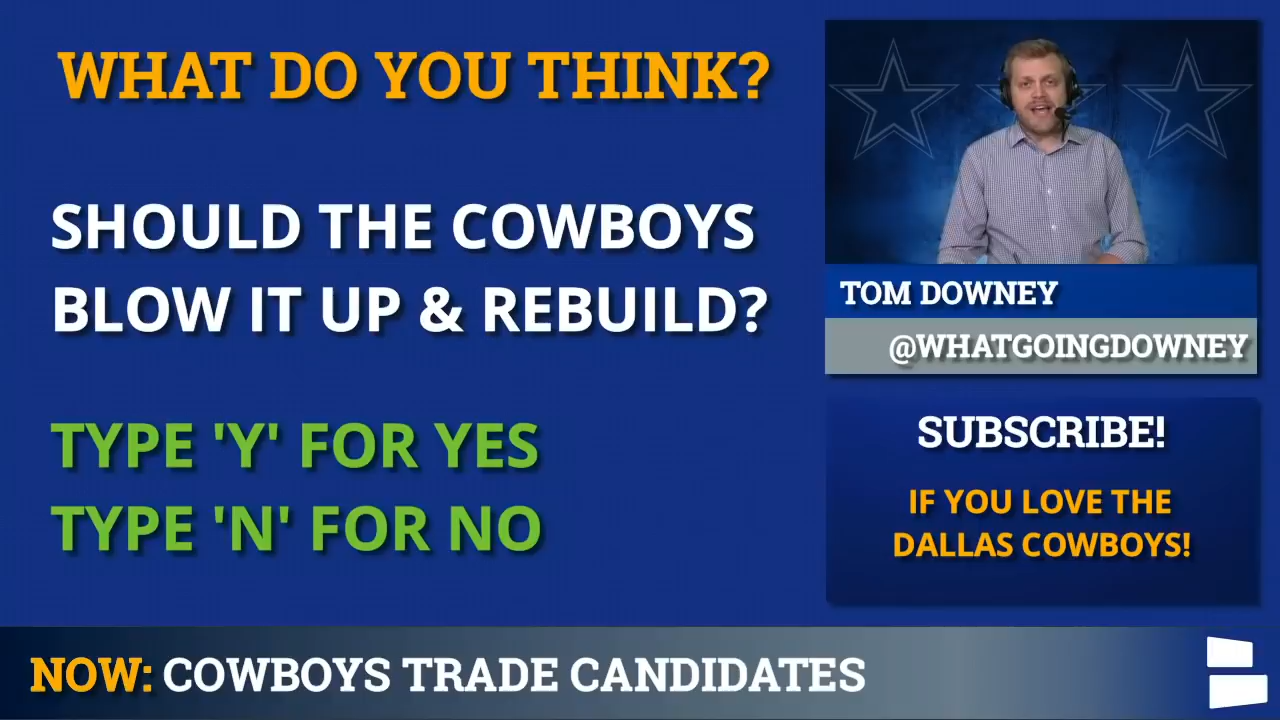 WHAT DO YOU THINK?
SHOULD THE COWBOYS
BLOW IT UP & REBUILD?
TYPE 'Y' FOR YES
TYPE 'N' FOR NO
TOM DOWNEY
@WHATGOINGDOWNEY
SUBSCRIBE!
IF YOU LOVE THE
DALLAS COWBOYS!
NOW: COWBOYS TRADE CANDIDATES